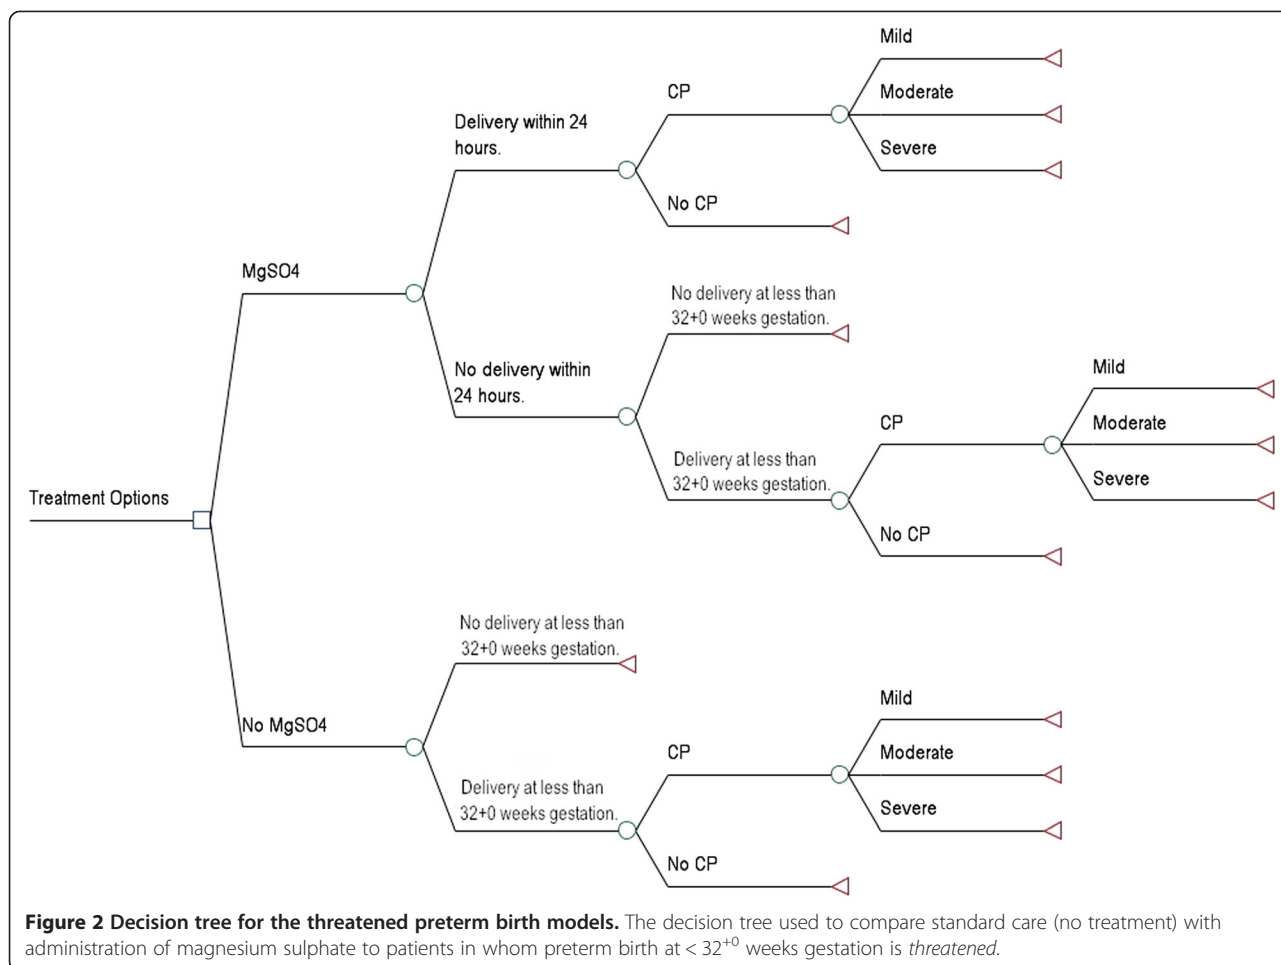 Mild
CP
Moderate
Delivery within 24
hours.
Severe
No CP
MgSO4
No delivery at less than
32+0 weeks gestation.
No delivery within
24 hours.
Mild
CP
Moderate
Delivery at less than
32+0 weeks gestation.
Severe
Treatment Options
No CP
No delivery at less than
32+0 weeks gestation.
No MgSO4
Mild
CP
Moderate
Delivery at less than
32+0 weeks gestation.
Severe
No CP
Figure 2 Decision tree for the threatened preterm birth models. The decision tree used to compare standard care (no treatment) with
administration of magnesium sulphate to patients in whom preterm birth at < 32+0 weeks gestation is threatened.